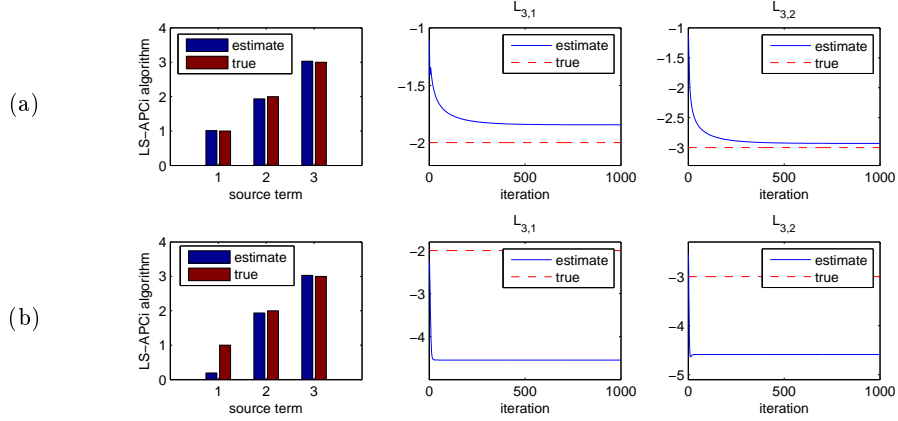 (a)
LS−APCi algorithm
4
3
2
1
0
estimate
true
1 2 3
source term
L3,1
−1
−1.5
−2
estimate
true
0 500 1000
iteration
L3,2
−1
−1.5
−2
−2.5
−3
estimate
true
0 500 1000
iteration
(b)
LS−APCi algorithm
4
3
2
1
0
estimate
true
1 2 3
source term
L3,1
−2
−3
−4
estimate
true
0 500 1000
iteration
L3,2
−3
−4
−5
estimate
true
0 500 1000
iteration